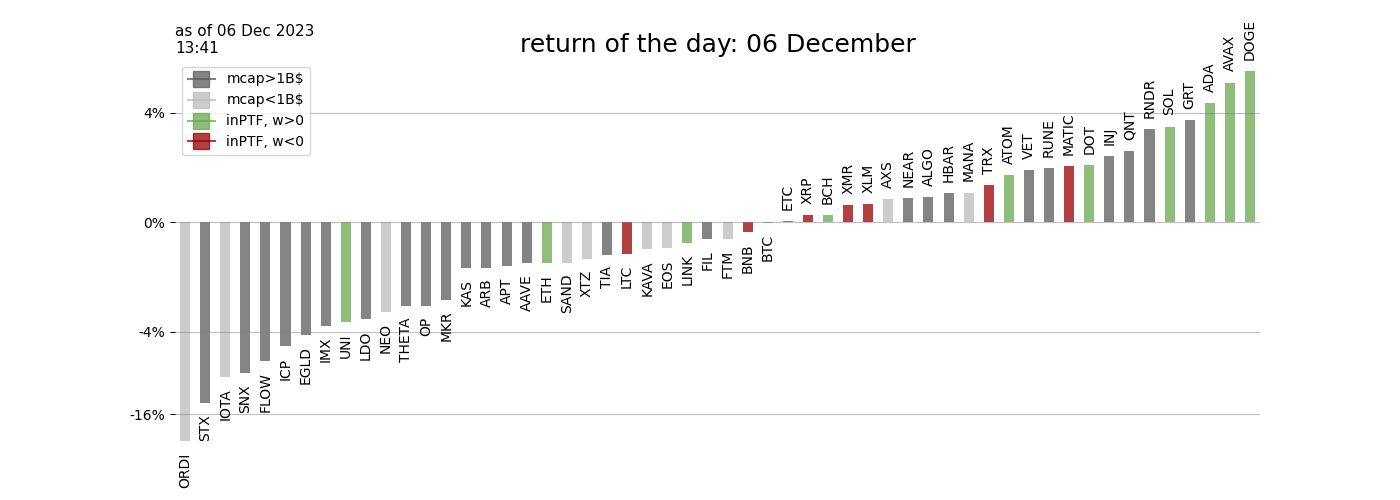 as of 06 Dec 2023
13:41
return of the day: 06 December
mcap>1B$
mcap<1B$
inPTF, w>0
inPTF, w<0
4%
0%
-4%
-16%
ORDI
STX
IOTA
SNX
FLOW
ICP
EGLD
IMX
UNI
LDO
NEO
THETA
OP
MKR
KAS
ARB
APT
AAVE
ETH
SAND
XTZ
TIA
LTC
KAVA
EOS
LINK
FIL
FTM
BNB
BTC
ETC
XRP
BCH
XMR
XLM
AXS
NEAR
ALGO
HBAR
MANA
TRX
ATOM
VET
RUNE
MATIC
DOT
INJ
QNT
RNDR
SOL
GRT
ADA
AVAX
DOGE